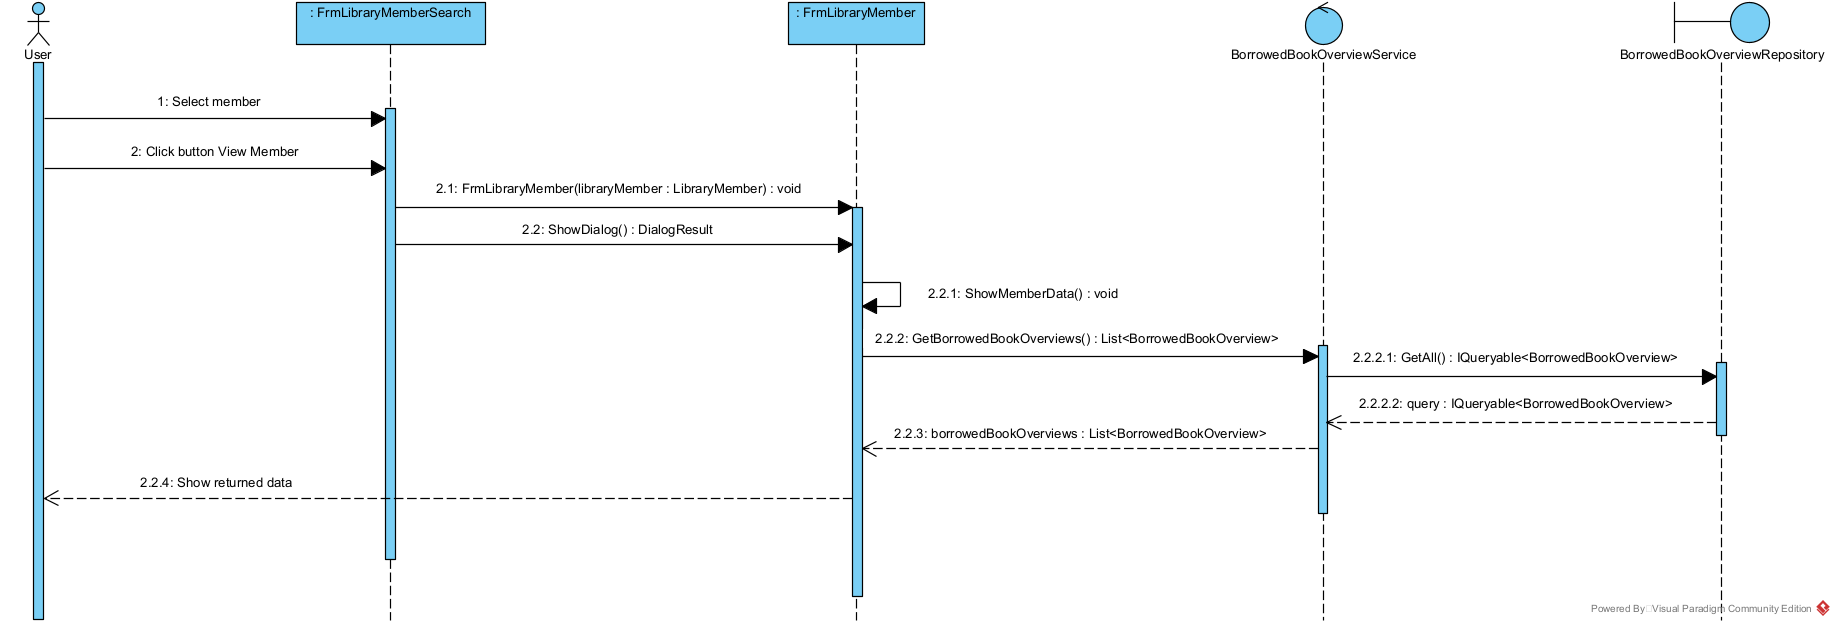 : FrmLibraryMemberSearch
: FrmLibraryMember
User
BorrowedBookOverviewService
BorrowedBookOverviewRepository
1: Select member
2: Click button View Member
2.1: FrmLibraryMember(libraryMember : LibraryMember) : void
2.2: ShowDialog() : DialogResult
2.2.1: ShowMemberData() : void
2.2.2: GetBorrowedBookOverviews() : List<BorrowedBookOverview>
2.2.2.1: GetAll() : IQueryable<BorrowedBookOverview>
2.2.2.2: query : IQueryable<BorrowedBookOverview>
2.2.3: borrowedBookOverviews : List<BorrowedBookOverview>
2.2.4: Show returned data
Powered By Visual Paradigm Community Edition